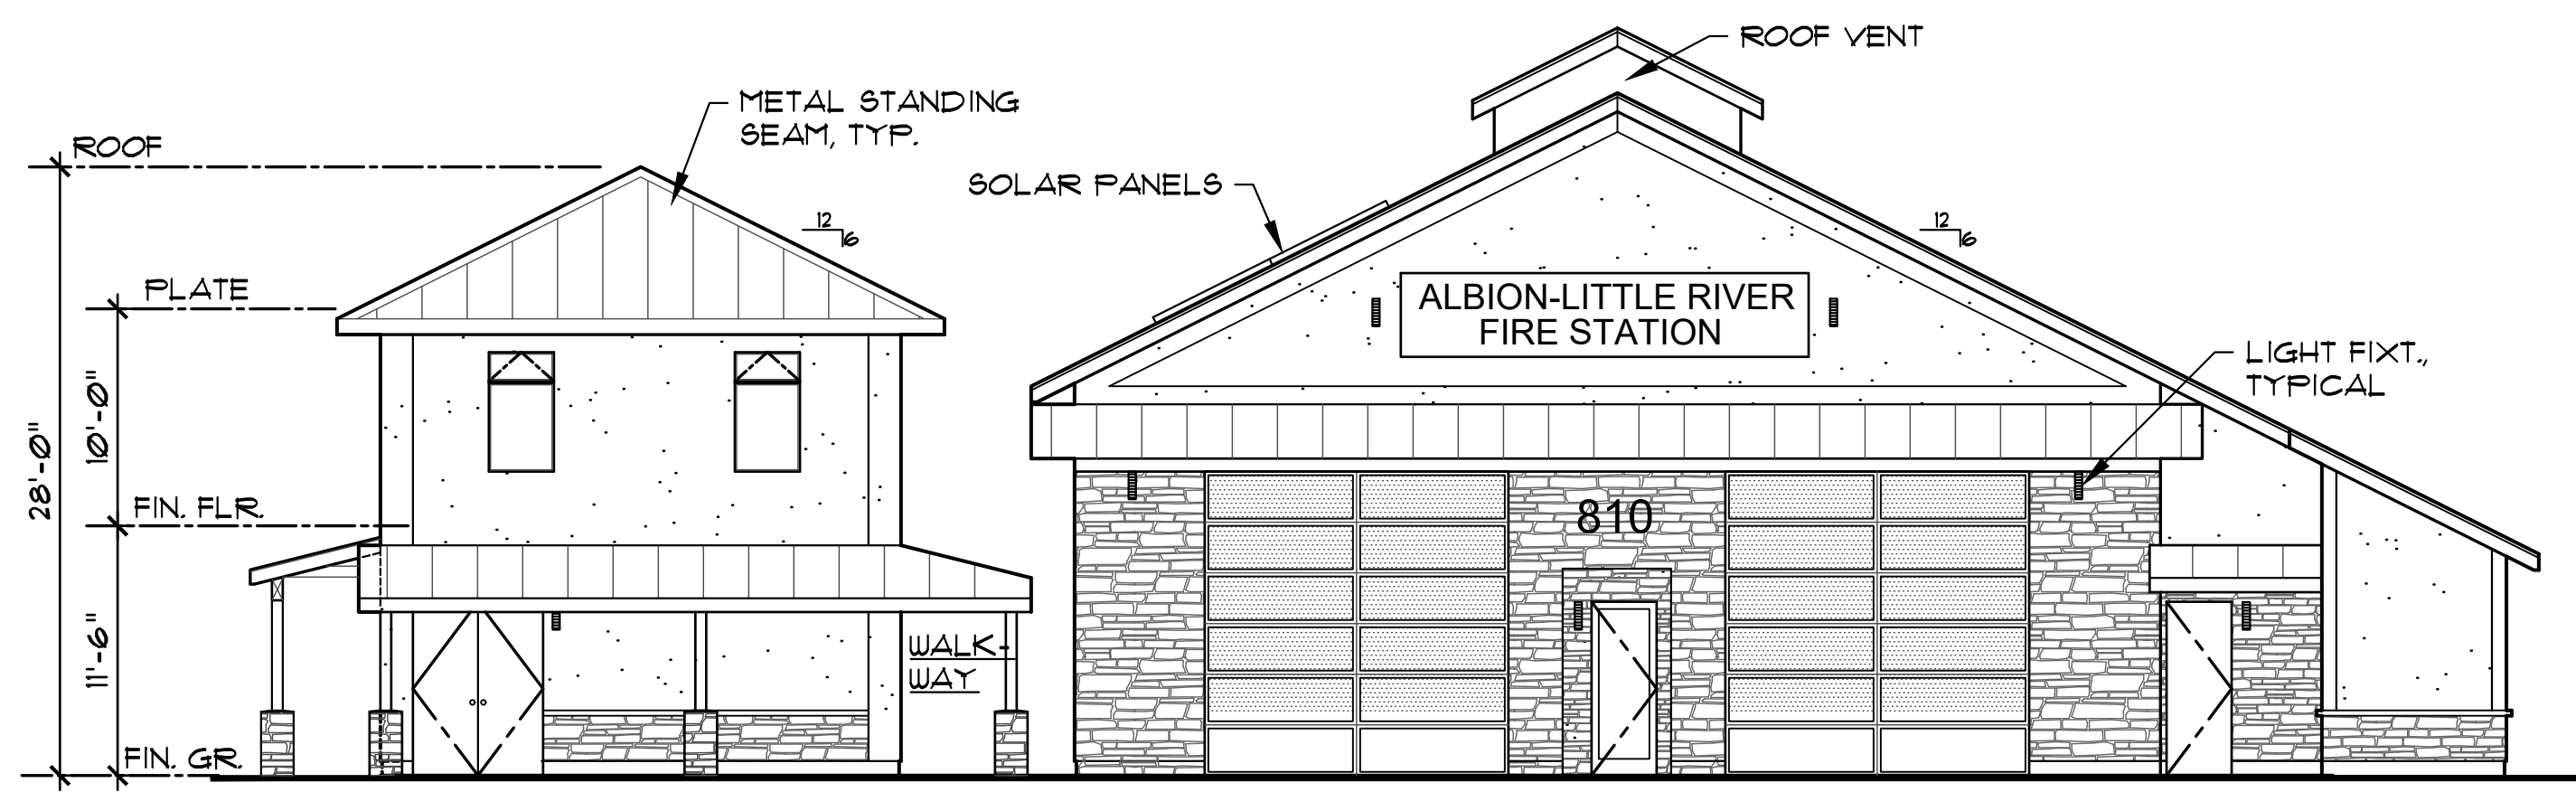 ROOF VENT
METAL STANDING
SEAM, TYP.
ROOF
SOLAR PANELS
12
6
12
6
PLATE
ALBION-LITTLE RIVER
FIRE STATION
LIGHT FIXT.,
TYPICAL
10'-0"
28'-0"
FIN. FLR.
810
11'-6"
WALK-
WAY
FIN. GR.